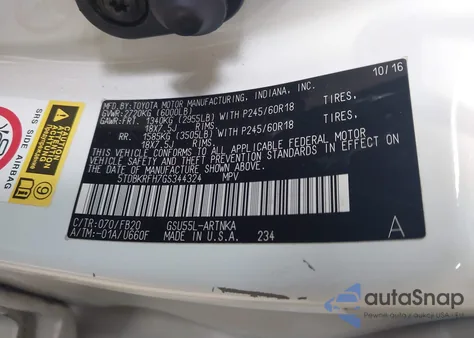 MFD.BY:TOYOTA MOTOR MANUFACTURING, INDIANA, INC. 10/16
GVWR:2720KG (6000LB)
GAWR:FRT. 1340KG (2955LB) WITH P245/60R18 TIRES,
18X7.5J RIMS
RR. 1585KG (3505LB) WITH P245/60R18 TIRES,
18X7.5J RIMS
THIS VEHICLE CONFORMS TO ALL APPLICABLE FEDERAL MOTOR
VEHICLE SAFETY STANDARDS IN EFFECT ON
THE DATE OF MANUFACTURE SHOWN ABOVE.
5TDBKRFH7GS344324 MPV
C/TR:070/FB20 GSU55L-ARTNKA A
A/TM:-01A/U660F MADE IN U.S.A. 234
SRS SIDE AIRBAG
9
autoSnap